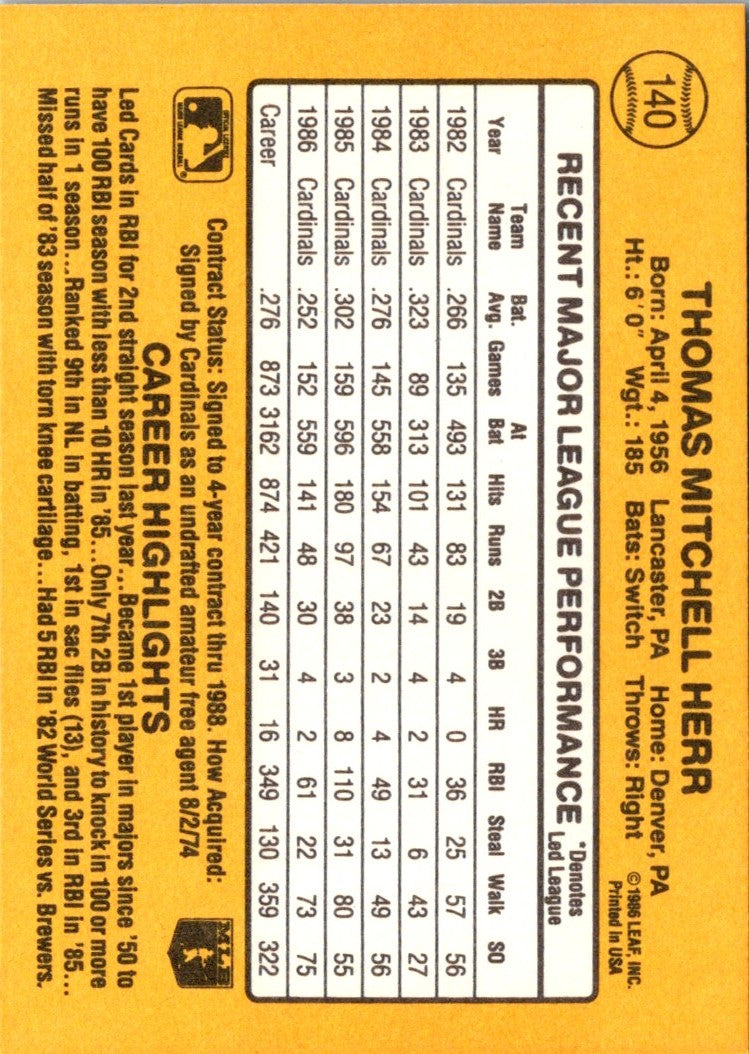 140
THOMAS MITCHELL HERR
Born: April 4, 1956 Lancaster, PA Home: Denver, PA
Ht.: 6'0" Wgt.: 185 Bats: Switch Throws: Right
©1986 LEAF, INC.
Printed in USA
RECENT MAJOR LEAGUE PERFORMANCE
*Denotes
Led League
Year Team Name Bat. Avg. Games At Bat Hits Runs 2B 3B HR RBI Steal Walk SO
1982 Cardinals .266 135 493 131 83 19 4 0 36 25 57 56
1983 Cardinals .323 89 313 101 43 14 4 2 31 6 43 27
1984 Cardinals .276 145 558 154 67 23 2 4 49 13 49 56
1985 Cardinals .302 159 596 180 97 38 3 8 110 31 80 55
1986 Cardinals .252 152 559 141 48 30 4 2 61 22 73 75
Career .276 873 3162 874 421 140 31 16 349 130 359 322
Contract Status: Signed to 4-year contract thru 1988. How Acquired:
Signed by Cardinals as an undrafted amateur free agent 8/2/74
MLB
CAREER HIGHLIGHTS
Led Cards in RBI for 2nd straight season last year...Became 1st player in majors since '50 to
have 100 RBI season with less than 10 HR in '85...Only 7th 2B in history to knock in 100 or more
runs in 1 season...Ranked 9th in NL in batting, 1st in sac flies (13), and 3rd in RBI in '85...
Missed half of '83 season with torn knee cartilage...Had 5 RBI in '82 World Series vs. Brewers.